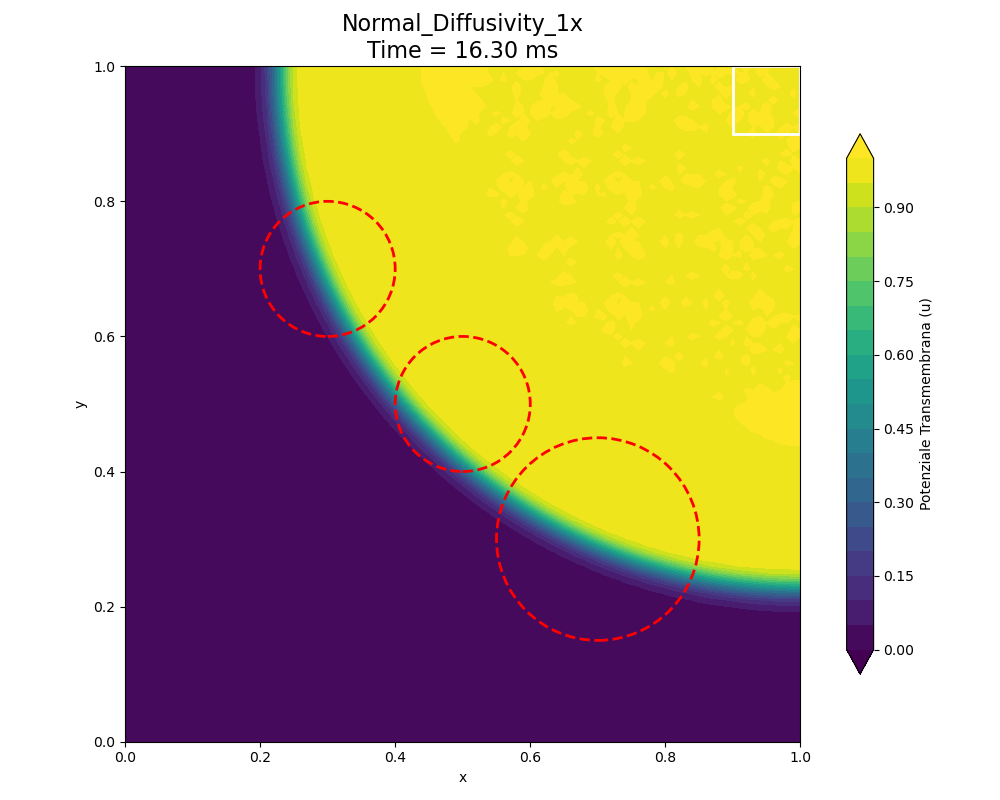 Normal_Diffusivity_1x
Time = 16.30 ms
1.0
0.8
0.6
0.4
0.2
0.0
y
0.0 0.2 0.4 0.6 0.8 1.0
x
0.90
0.75
0.60
0.45
0.30
0.15
0.00
Potenziale Transmembrana (u)